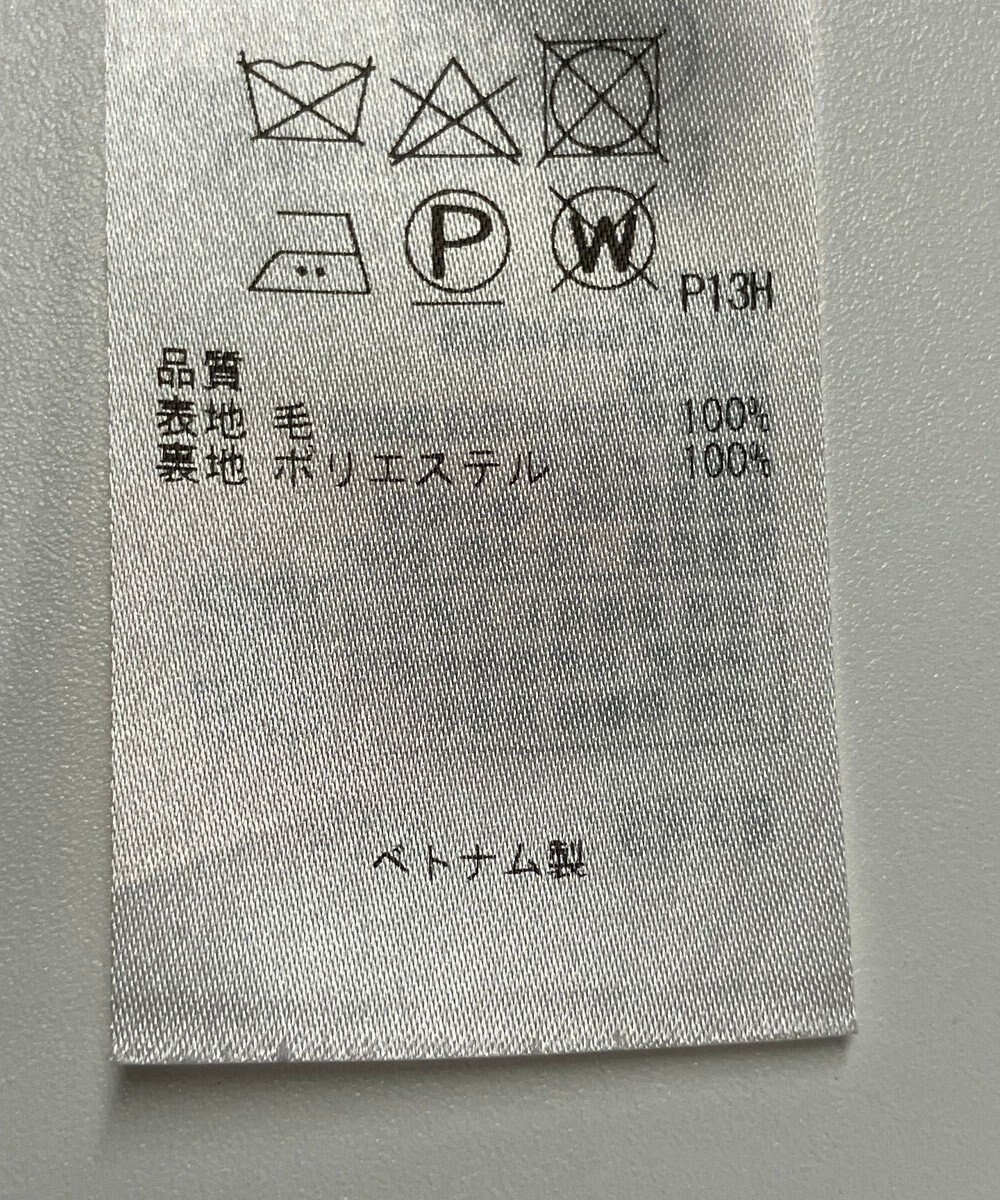 P W P13H
品質
表地 毛 100%
裏地 ポリエステル 100%
ベトナム製